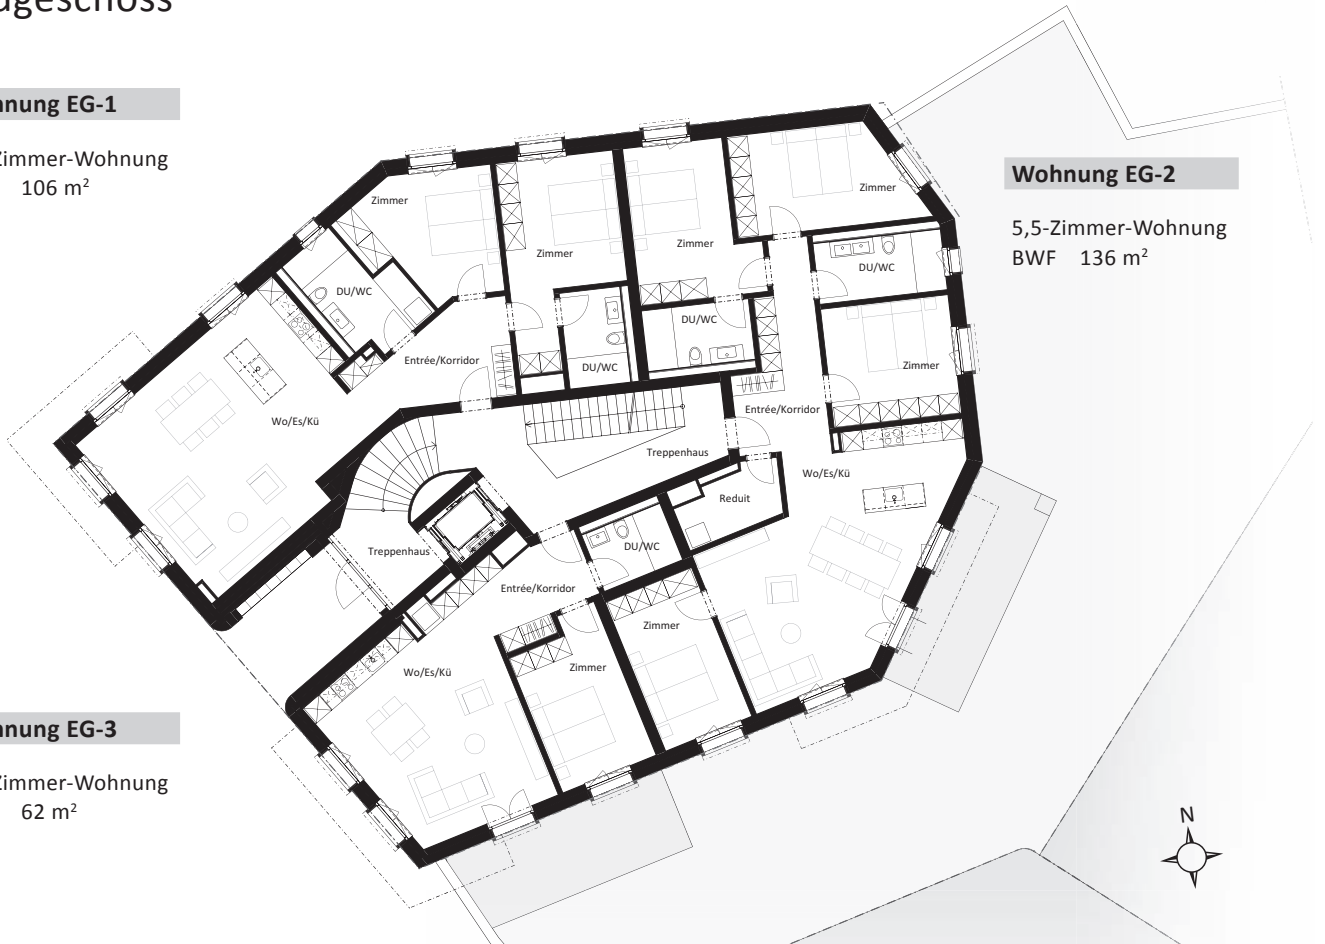 dgeschoss
hnung EG-1
Zimmer-Wohnung
106 m²
Wohnung EG-2
5,5-Zimmer-Wohnung
BWF 136 m²
Zimmer
Zimmer
Zimmer
Zimmer
DU/WC
DU/WC
DU/WC
DU/WC
Entrée/Korridor
Zimmer
Entrée/Korridor
Wo/Es/Kü
Treppenhaus
Wo/Es/Kü
Reduit
Treppenhaus
DU/WC
Entrée/Korridor
Zimmer
Zimmer
Wo/Es/Kü
hnung EG-3
Zimmer-Wohnung
62 m²
N